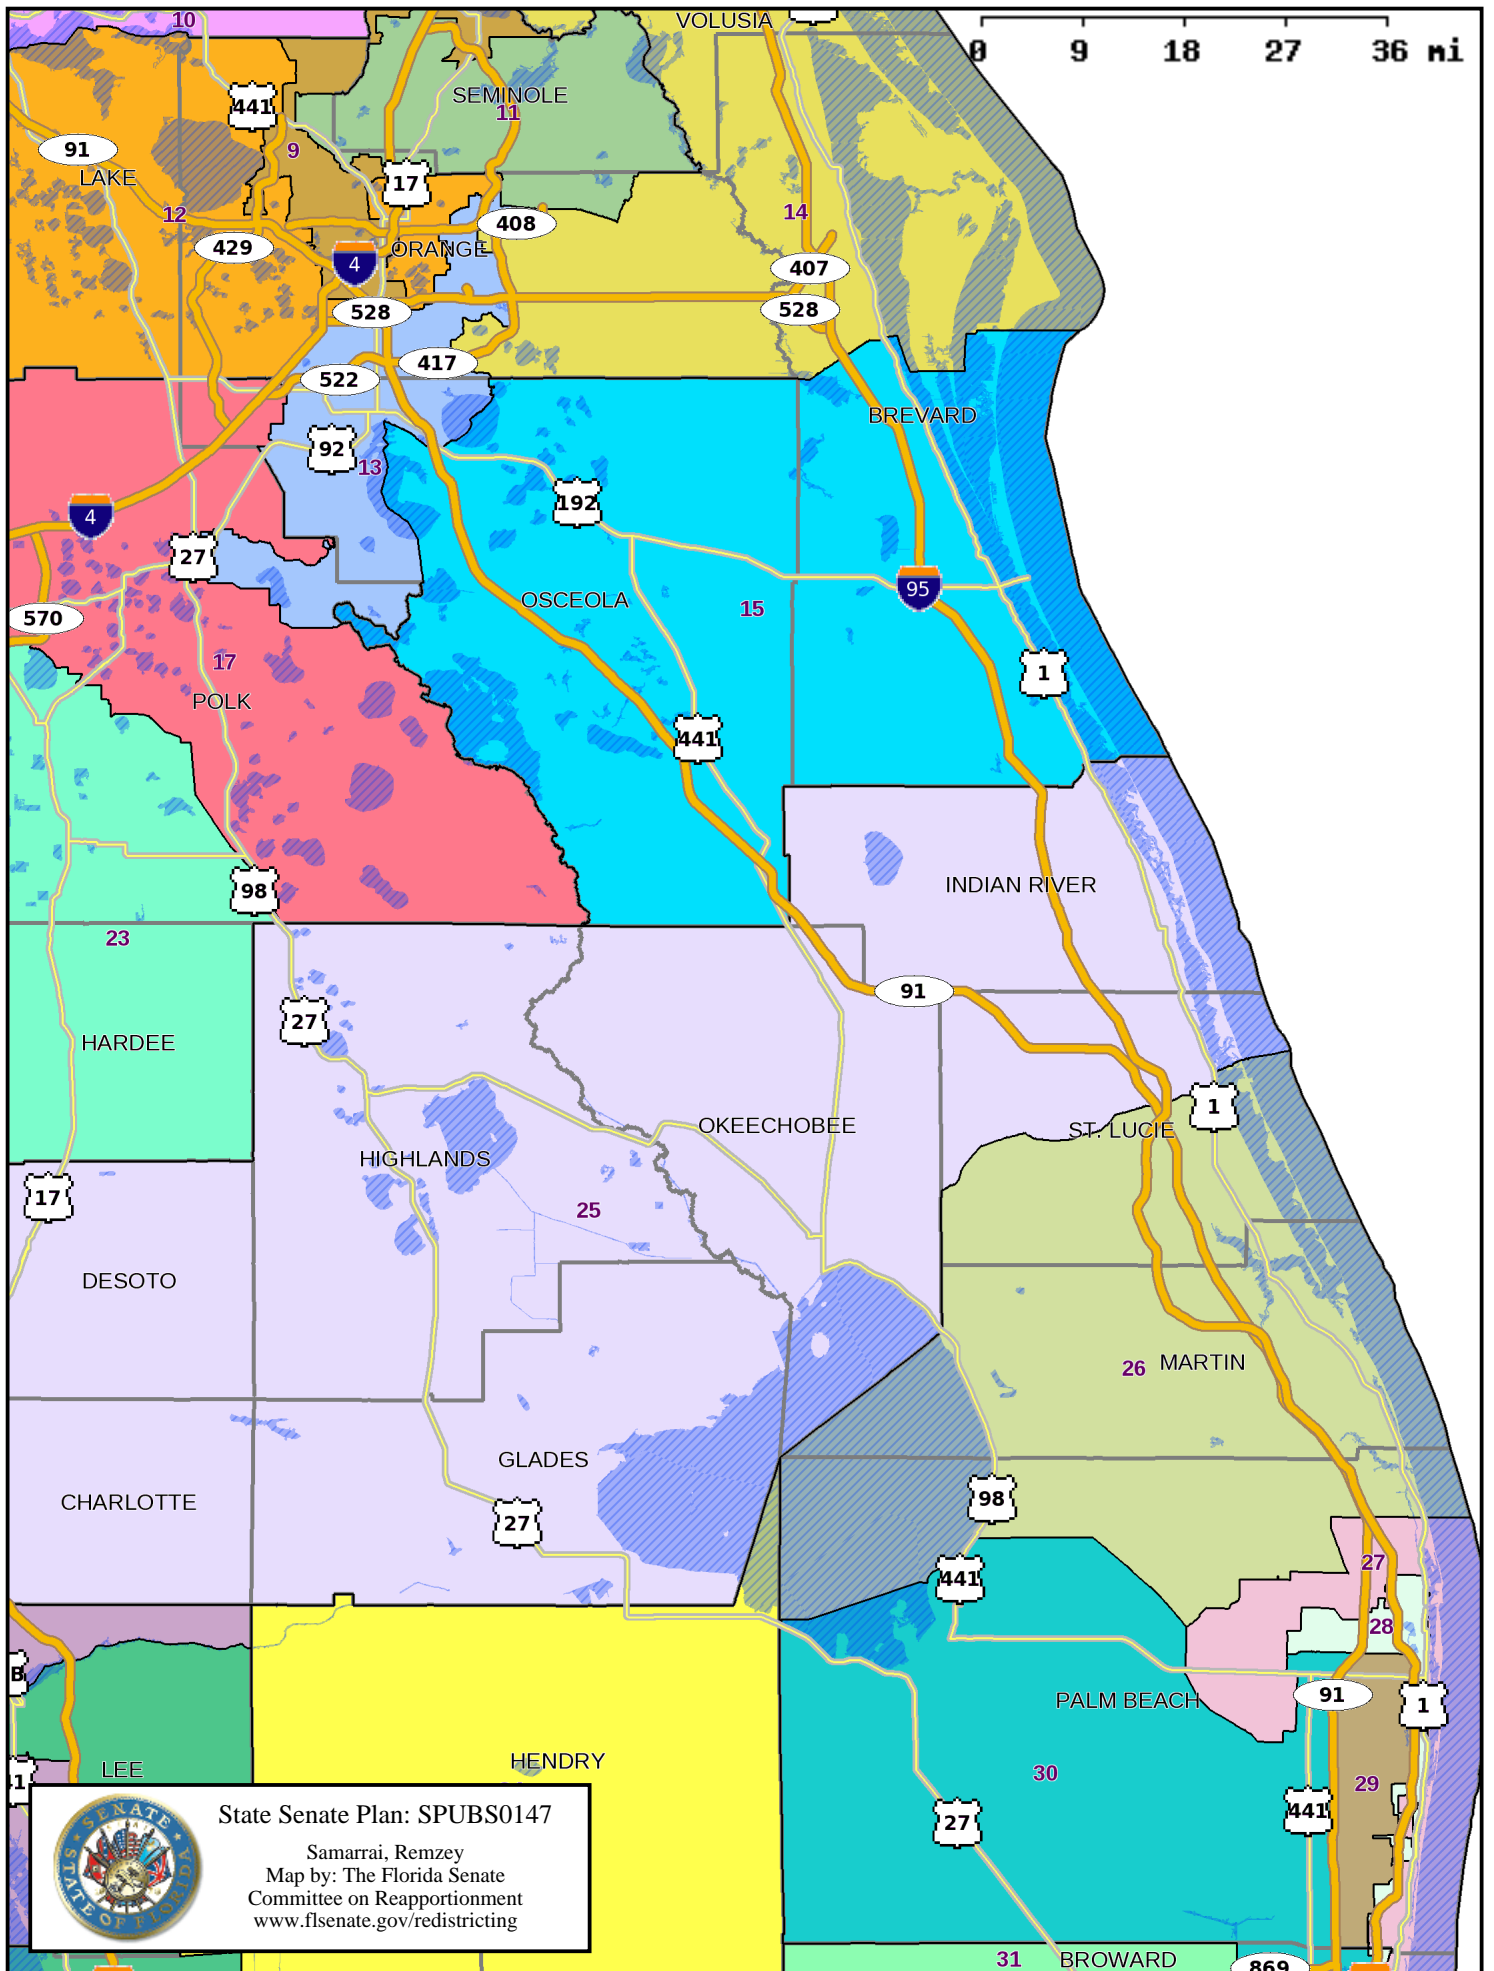 10
VOLUSIA
0 9 18 27 36 mi
441
SEMINOLE
11
91
9
LAKE
17
12
14
408
429
ORANGE
4
407
528
528
417
522
BREVARD
92
13
192
4
27
95
OSCEOLA
15
570
17
1
POLK
441
INDIAN RIVER
98
23
91
27
HARDEE
1
OKEECHOBEE
ST. LUCIE
HIGHLANDS
17
25
DESOTO
26
MARTIN
GLADES
98
CHARLOTTE
27
27
441
28
B
91
PALM BEACH
1
HENDRY
LEE
30
29
41
441
27
State Senate Plan: SPUBS0147
Samarrai, Remzey
Map by: The Florida Senate
Committee on Reapportionment
www.flsenate.gov/redistricting
SENATE
STATE OF FLORIDA
31
BROWARD
869